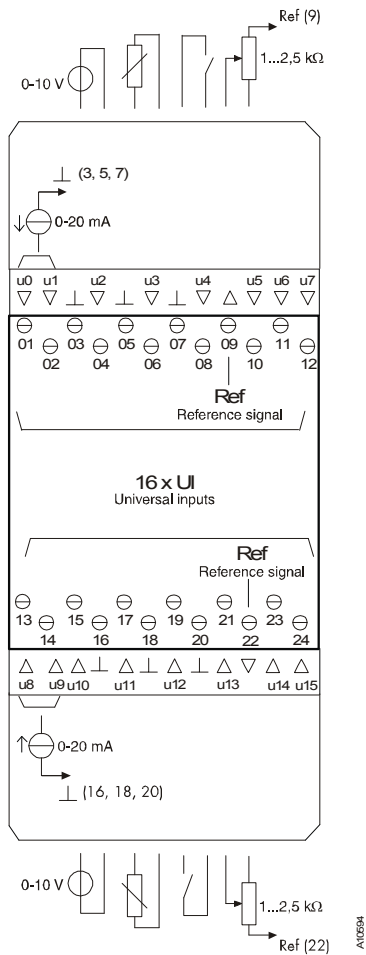 Ref (9)
0-10 V
1...2,5 kΩ
⊥ (3, 5, 7)
0-20 mA
u0 u1 u2 u3 u4 u5 u6 u7
01 03 05 07 09 11
02 04 06 08 10 12
Ref
Reference signal
16 x UI
Universal inputs
Ref
Reference signal
13 15 17 19 21 23
14 16 18 20 22 24
u8 u9 u10 u11 u12 u13 u14 u15
0-20 mA
⊥ (16, 18, 20)
0-10 V
1...2,5 kΩ
Ref (22)
A10594